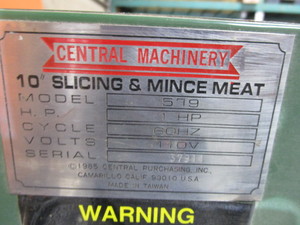 CENTRAL MACHINERY
10" SLICING & MINCE MEAT
MODEL 579
H.P. 1 HP
CYCLE 60HZ
VOLTS 110V
SERIAL
©1985 CENTRAL PURCHASING, INC.
CAMARILLO CALIF. 93010 U.S.A
MADE IN TAIWAN
WARNING